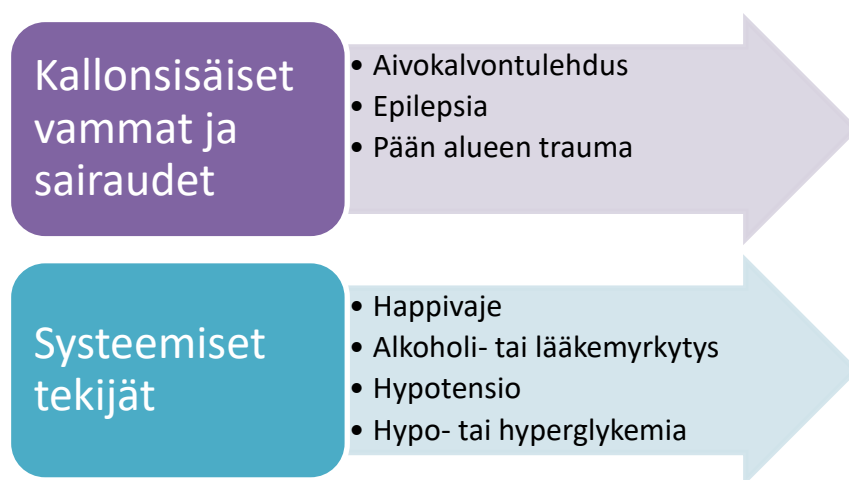 Kallonsisäiset
vammat ja
sairaudet
• Aivokalvontulehdus
• Epilepsia
• Pään alueen trauma
Systeemiset
tekijät
• Happivaje
• Alkoholi- tai lääkemyrkytys
• Hypotensio
• Hypo- tai hyperglykemia